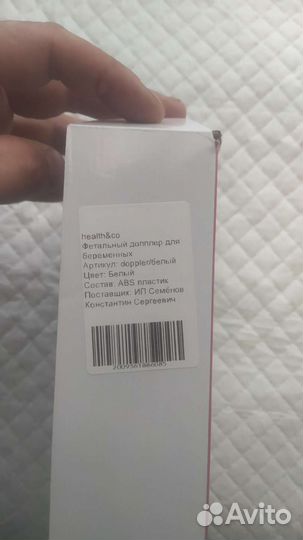 health&co
Фетальный допплер для
беременных
Артикул: doppler/белый
Цвет: Белый
Состав: ABS пластик
Поставщик: ИП Семёнов
Константин Сергеевич
2009561886085
Avito